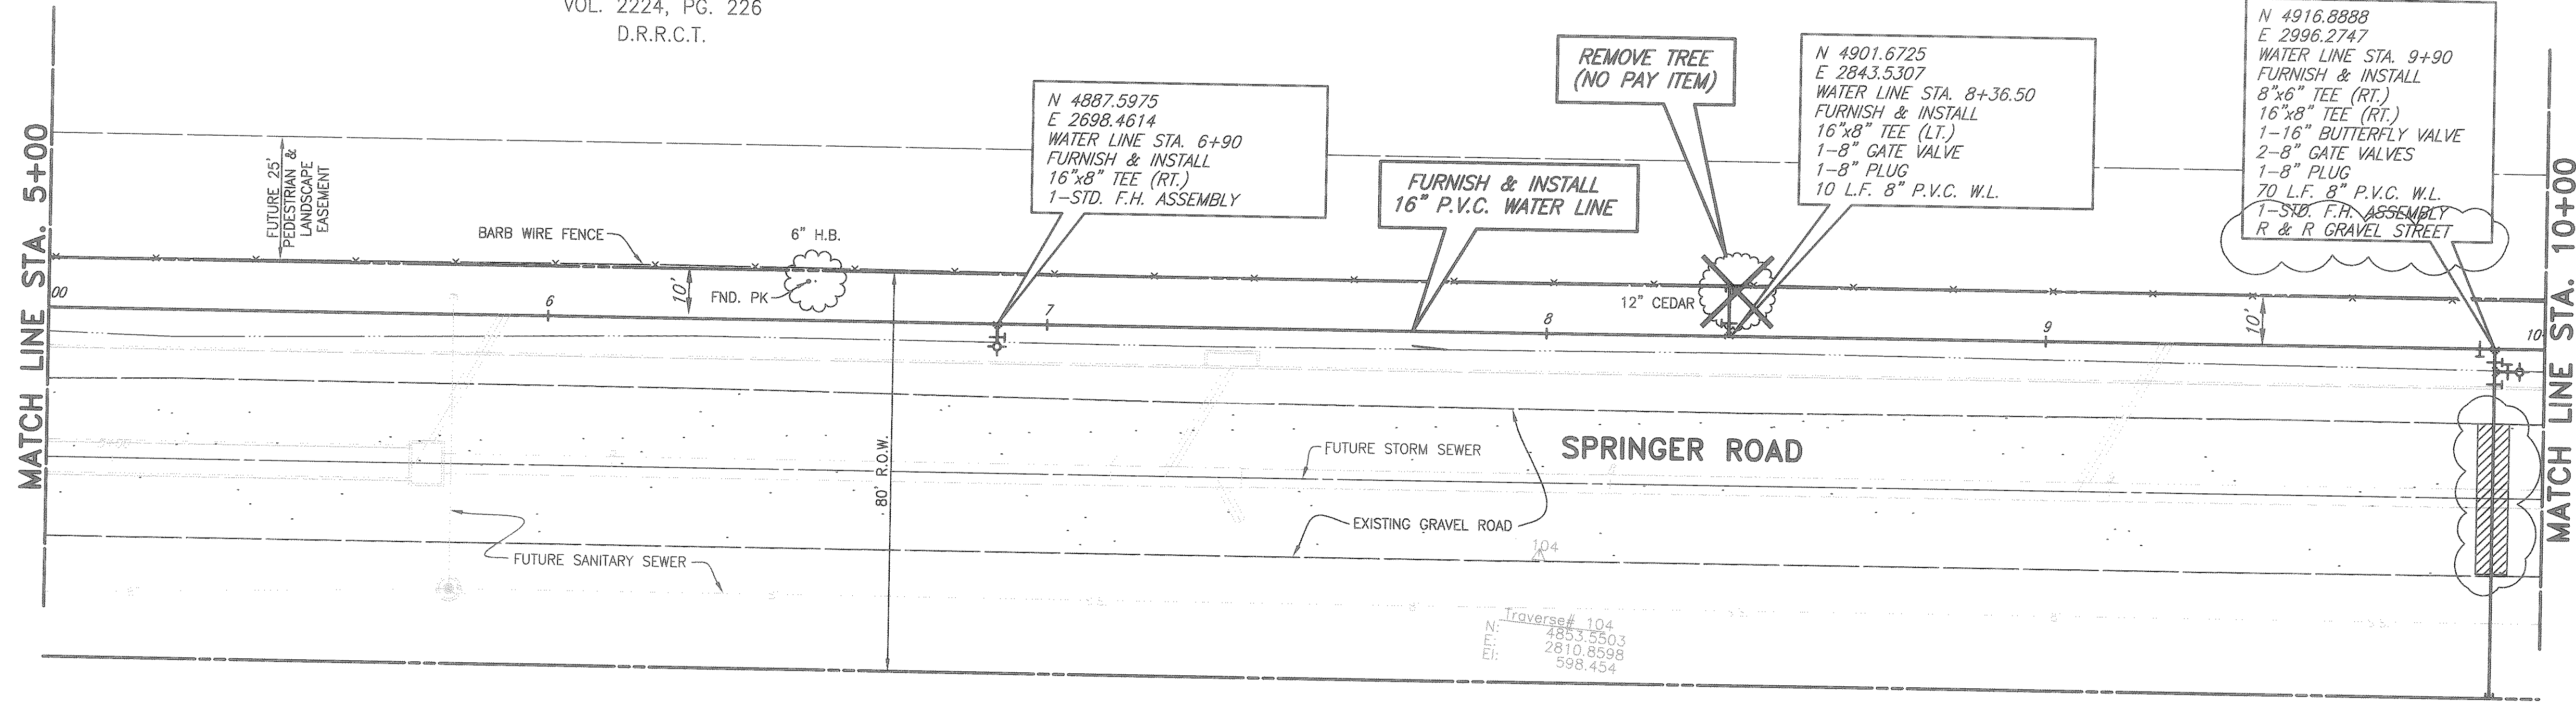 VOL. 2224, PG. 226
D.R.R.C.T.
MATCH LINE STA. 5+00
FUTURE 25'
PEDESTRIAN &
LANDSCAPE
EASEMENT
BARB WIRE FENCE
6" H.B.
FND. PK
10'
N 4887.5975
E 2698.4614
WATER LINE STA. 6+90
FURNISH & INSTALL
16"x8" TEE (RT.)
1-STD. F.H. ASSEMBLY
FURNISH & INSTALL
16" P.V.C. WATER LINE
REMOVE TREE
(NO PAY ITEM)
12" CEDAR
N 4901.6725
E 2843.5307
WATER LINE STA. 8+36.50
FURNISH & INSTALL
16"x8" TEE (LT.)
1-8" GATE VALVE
1-8" PLUG
10 L.F. 8" P.V.C. W.L.
N 4916.8888
E 2996.2747
WATER LINE STA. 9+90
FURNISH & INSTALL
8"x6" TEE (RT.)
16"x8" TEE (RT.)
1-16" BUTTERFLY VALVE
2-8" GATE VALVES
1-8" PLUG
70 L.F. 8" P.V.C. W.L.
1-STD. F.H. ASSEMBLY
R & R GRAVEL STREET
10'
00
6
7
8
9
10
80' R.O.W.
SPRINGER ROAD
FUTURE STORM SEWER
EXISTING GRAVEL ROAD
FUTURE SANITARY SEWER
104
Traverse# 104
N: 4853.5503
E: 2810.8598
El: 598.454
MATCH LINE STA. 10+00